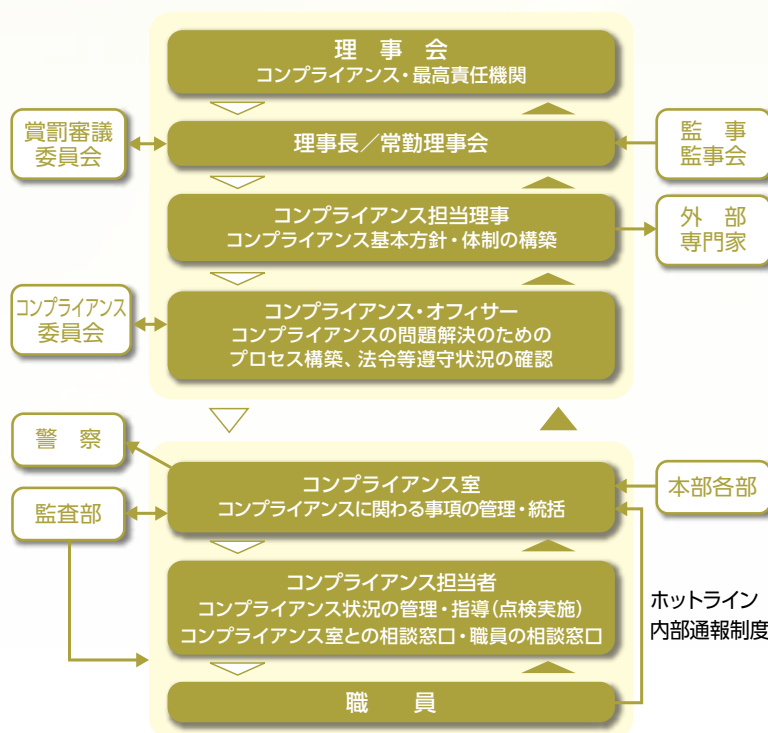 理 事 会
コンプライアンス・最高責任機関
賞罰審議
委員会
理事長／常勤理事会
監 事
監事会
コンプライアンス担当理事
コンプライアンス基本方針・体制の構築
外 部
専門家
コンプライアンス
委員会
コンプライアンス・オフィサー
コンプライアンスの問題解決のための
プロセス構築、法令等遵守状況の確認
警 察
監査部
コンプライアンス室
コンプライアンスに関わる事項の管理・統括
本部各部
コンプライアンス担当者
コンプライアンス状況の管理・指導（点検実施）
コンプライアンス室との相談窓口・職員の相談窓口
ホットライン
内部通報制度
職 員